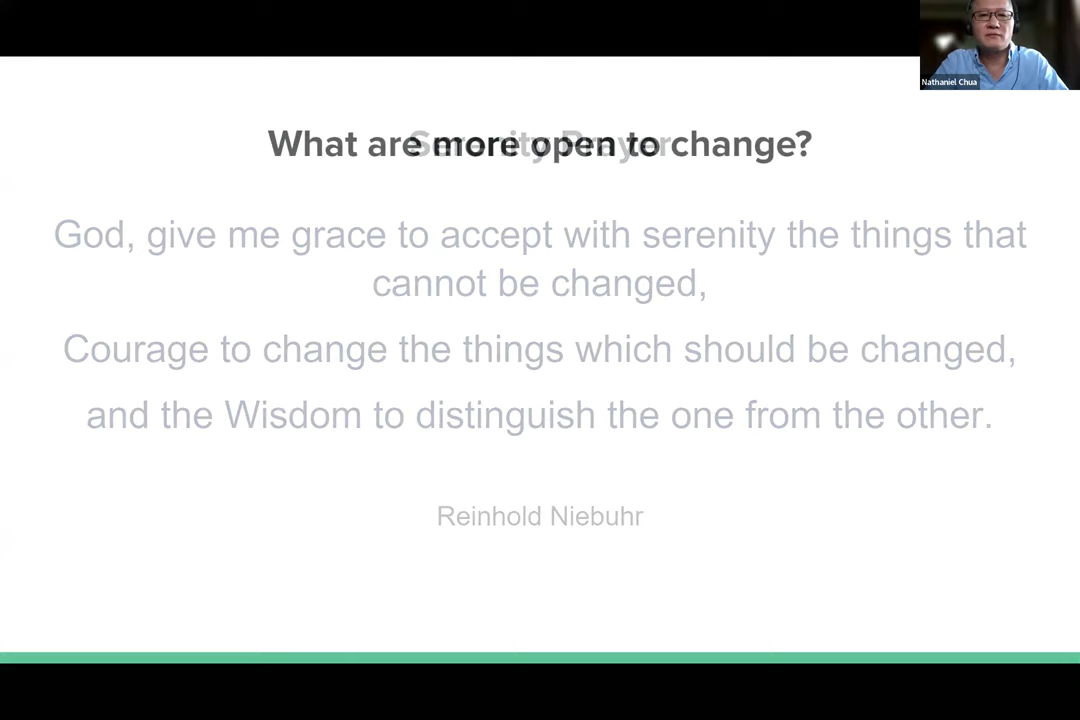 Nathaniel Chua
What are more open to change?
Serenity Prayer
God, give me grace to accept with serenity the things that
cannot be changed,
Courage to change the things which should be changed,
and the Wisdom to distinguish the one from the other.
Reinhold Niebuhr